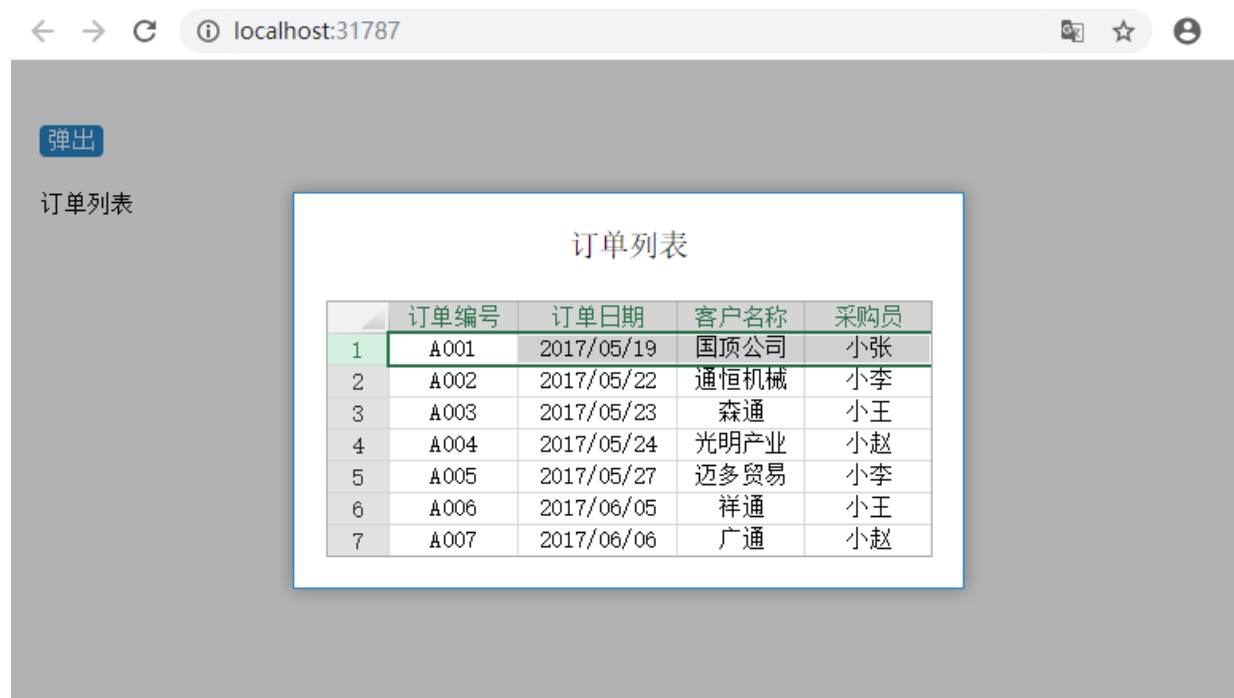 localhost:31787
弹出
订单列表
订单列表
订单编号 订单日期 客户名称 采购员
1 A001 2017/05/19 国顶公司 小张
2 A002 2017/05/22 通恒机械 小李
3 A003 2017/05/23 森通 小王
4 A004 2017/05/24 光明产业 小赵
5 A005 2017/05/27 迈多贸易 小李
6 A006 2017/06/05 祥通 小王
7 A007 2017/06/06 广通 小赵